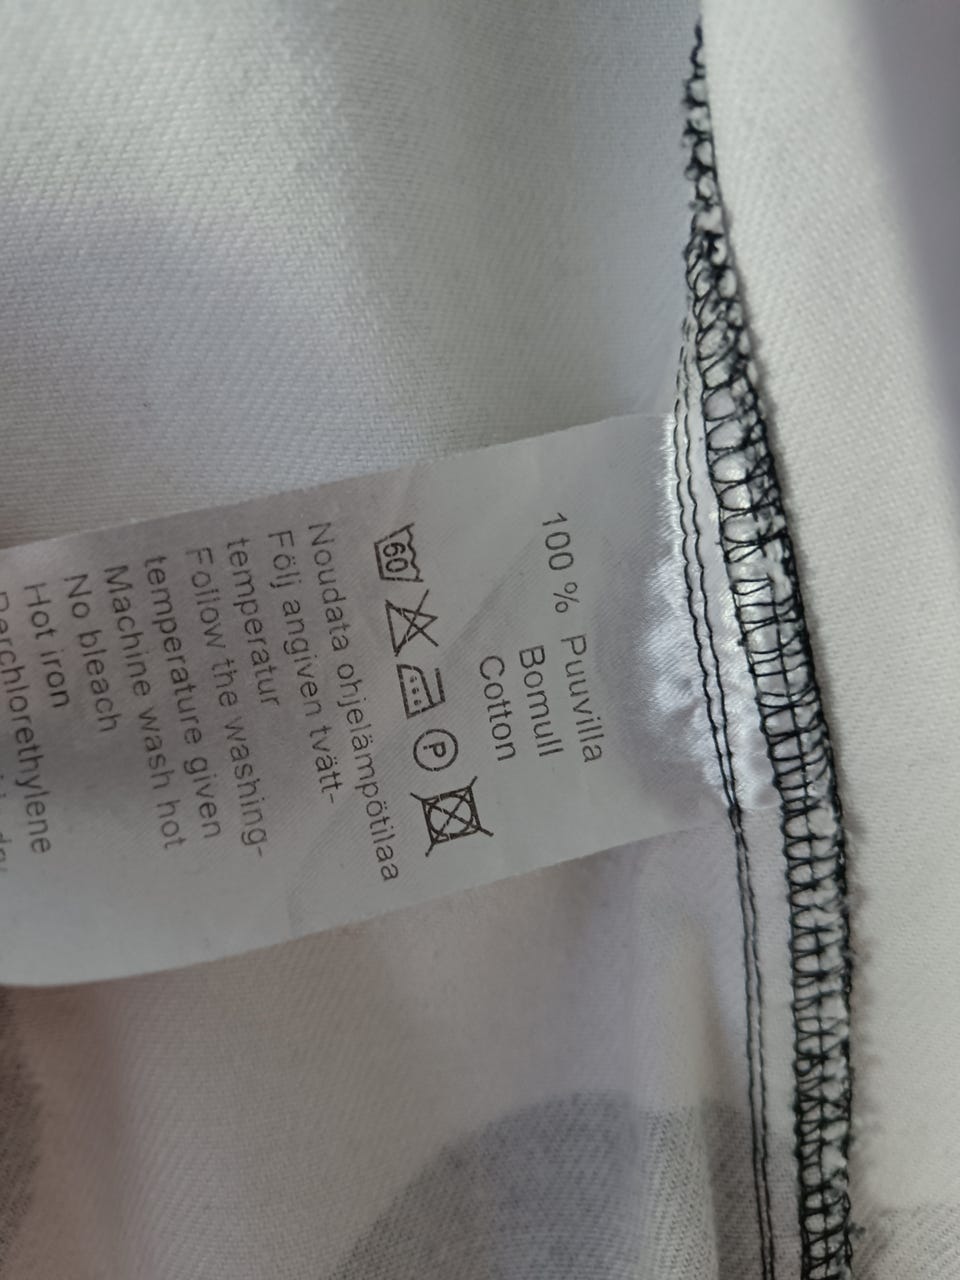 100 % Puuvilla
Bomull
Cotton
60 P
Noudata ohjelämpötilaa
Följ angiven tvätt-
temperatur
Follow the washing-
temperature given
Machine wash hot
No bleach
Hot iron
Perchlorethylene